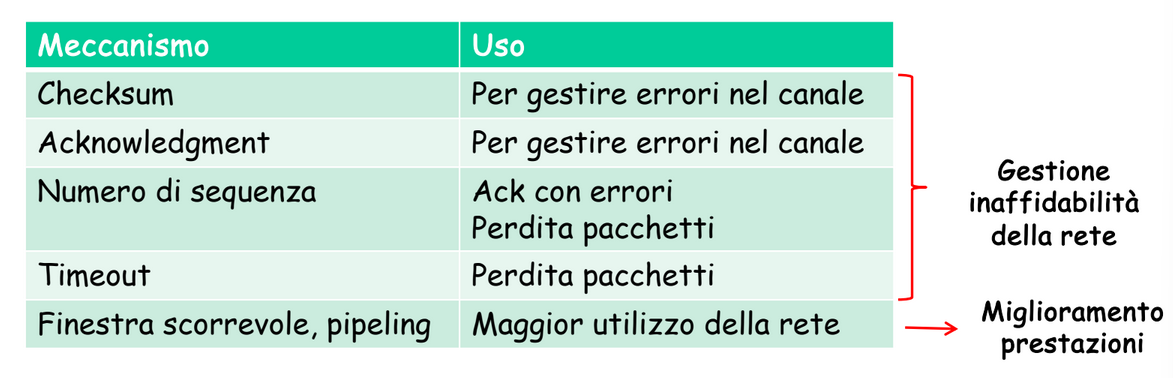 Meccanismo Uso
Checksum Per gestire errori nel canale
Acknowledgment Per gestire errori nel canale
Numero di sequenza Ack con errori
Perdita pacchetti
Timeout Perdita pacchetti
Finestra scorrevole, pipeling Maggior utilizzo della rete
Gestione
inaffidabilità
della rete
Miglioramento
prestazioni